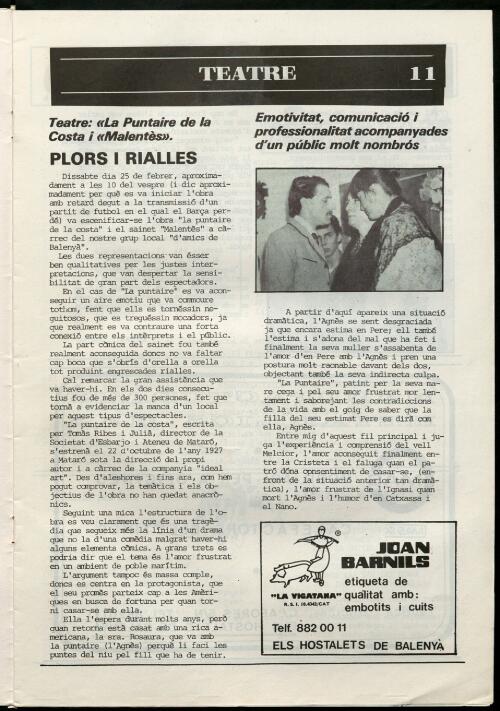 TEATRE
11
Teatre: «La Puntaire de la
Costa i «Malentès».
PLORS I RIALLES
Dissabte dia 25 de febrer, aproxima-
dament a les 10 del vespre (i dic aproxi-
madament per què es va iniciar l'obra
amb retard degut a la transmissió d'un
partit de futbol en el qual el Barça per-
dé) va escenificar-se l'obra "la puntaire
de la costa" i el sainet "Malentès" a cà-
rrec del nostre grup local "d'amics de
Balenyà".
Les dues representacions van ésser
ben qualitatives per les justes inter-
pretacions, que van despertar la sensi-
bilitat de gran part dels espectadors.
En el cas de "La puntaire" es va acon-
seguir un aire emotiu que va commoure
tothom, fent que ells es tornéssin ne-
guitosos, que es traguéssin mocadors, ja
que realment es va contraure una forta
conexió entre els intèrprets i el públic.
La part còmica del sainet fou també
realment aconseguida doncs no va faltar
cap boca que s'obrís d'orella a orella
tot produint engrescades rialles.
Cal remarcar la gran assistència que
va haver-hi. En els dos dies consecu-
tius fou de més de 300 persones, fet que
torna a evidenciar la manca d'un local
per aquest tipus d'espectacles.
"La puntaire de la costa", escrita
per Tomàs Ribes i Julià, director de la
Societat d'Esbarjo i Ateneu de Mataró,
s'estrenà el 22 d'octubre de l'any 1927
a Mataró sota la direcció del propi
autor i a càrrec de la companyia "ideal
art". Des d'aleshores i fins ara, com hem
pogut comprovar, la temàtica i els ob-
jectius de l'obra no han quedat anacrò-
nics.
Seguint una mica l'estructura de l'o-
bra es veu clarament que és una tragè-
dia que segueix més la línia d'un drama
que no la d'una comèdia malgrat haver-hi
alguns elements còmics. A grans trets es
podria dir que el tema és l'amor frustrat
en un ambient de poble marítim.
L'argument tampoc és massa comple,
doncs es centra en la protagonista, que
el seu promès parteix cap a les Amèri-
ques en busca de fortuna per quan tor-
ni casar-se amb ella.
Ella l'espera durant molts anys, però
quan retorna està casat amb una rica a-
mericana, la sra. Rosaura, que va amb
la puntaire (l'Agnès) perquè li faci les
puntes del niu pel fill que ha de tenir.
Emotivitat, comunicació i
professionalitat acompanyades
d'un públic molt nombrós
A partir d'aquí apareix una situació
dramàtica, l'Agnès se sent desgraciada
ja que encara estima en Pere; ell també
l'estima i s'adona del mal que ha fet i
finalment la seva muller s'assabenta de
l'amor d'en Pere amb l'Agnès i pren una
postura molt raonable davant dels dos,
objectant també la seva indirecta culpa.
"La Puntaire", patint per la seva ma-
re cega i pel seu amor frustrat mor len-
tament i saborejant les contradiccions
de la vida amb el goig de saber que la
filla del seu estimat Pere es dirà com
ella, Agnès.
Entre mig d'aquest fil principal i ju-
ga l'experiència i comprensió del vell
Melcior, l'amor aconseguit finalment en-
tre la Cristeta i el faluga quan el pa-
tró dóna consentiment de casar-se, (en-
front de la situació anterior tan dramà-
tica), l'amor frustrat de l'Ignasi quan
mort l'Agnès i l'humor d'en Catxassa i
el Nano.
JOAN
BARNILS
"LA VIGATANA"
R.S.I. 10.4342/CAT
etiqueta de
qualitat amb:
embotits i cuits
Telf. 882 00 11
ELS HOSTALETS DE BALENYÀ